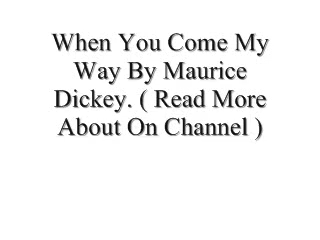 When You Come My
Way By Maurice
Dickey. ( Read More
About On Channel )